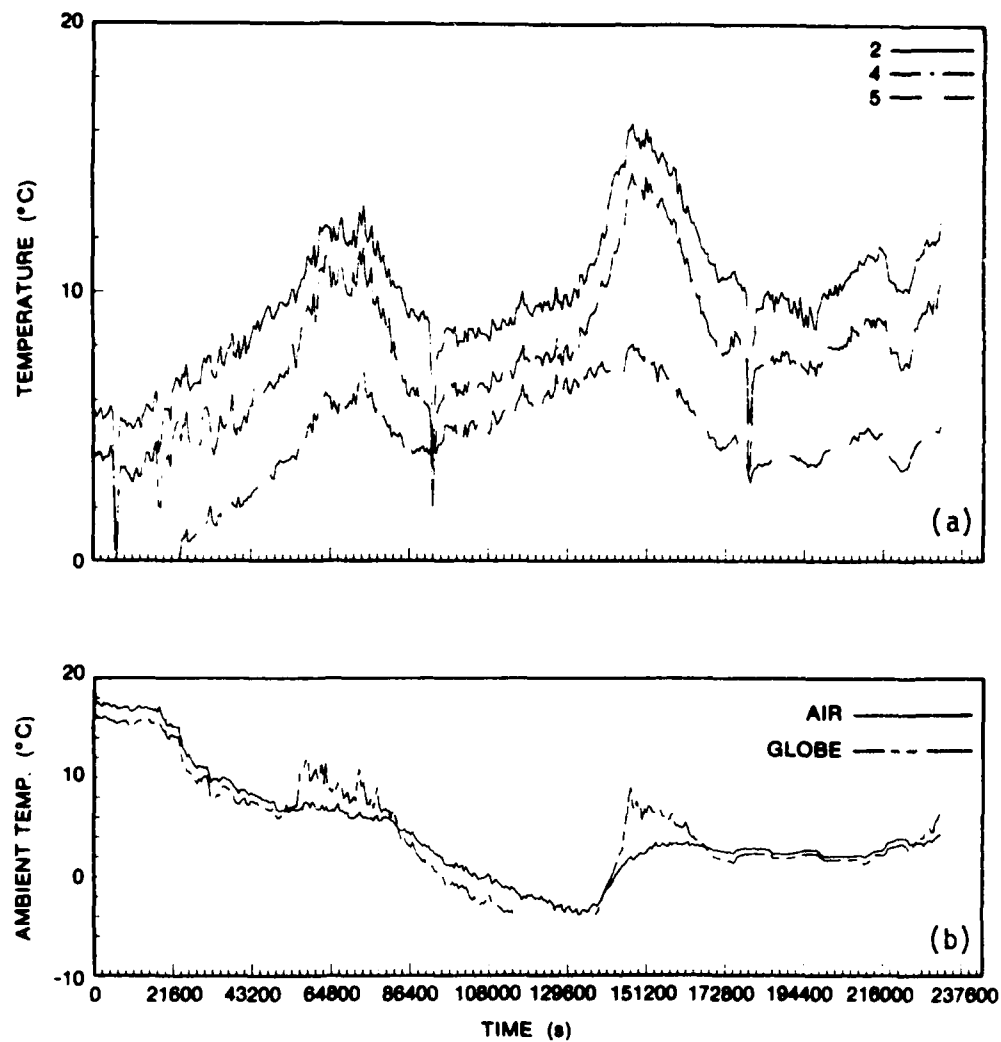 20
2
4
5
10
TEMPERATURE (°C)
(a)
0
20
AIR
GLOBE
10
AMBIENT TEMP. (°C)
0
(b)
-10
0 21600 43200 64800 86400 108000 129600 151200 172800 194400 216000 237600
TIME (s)